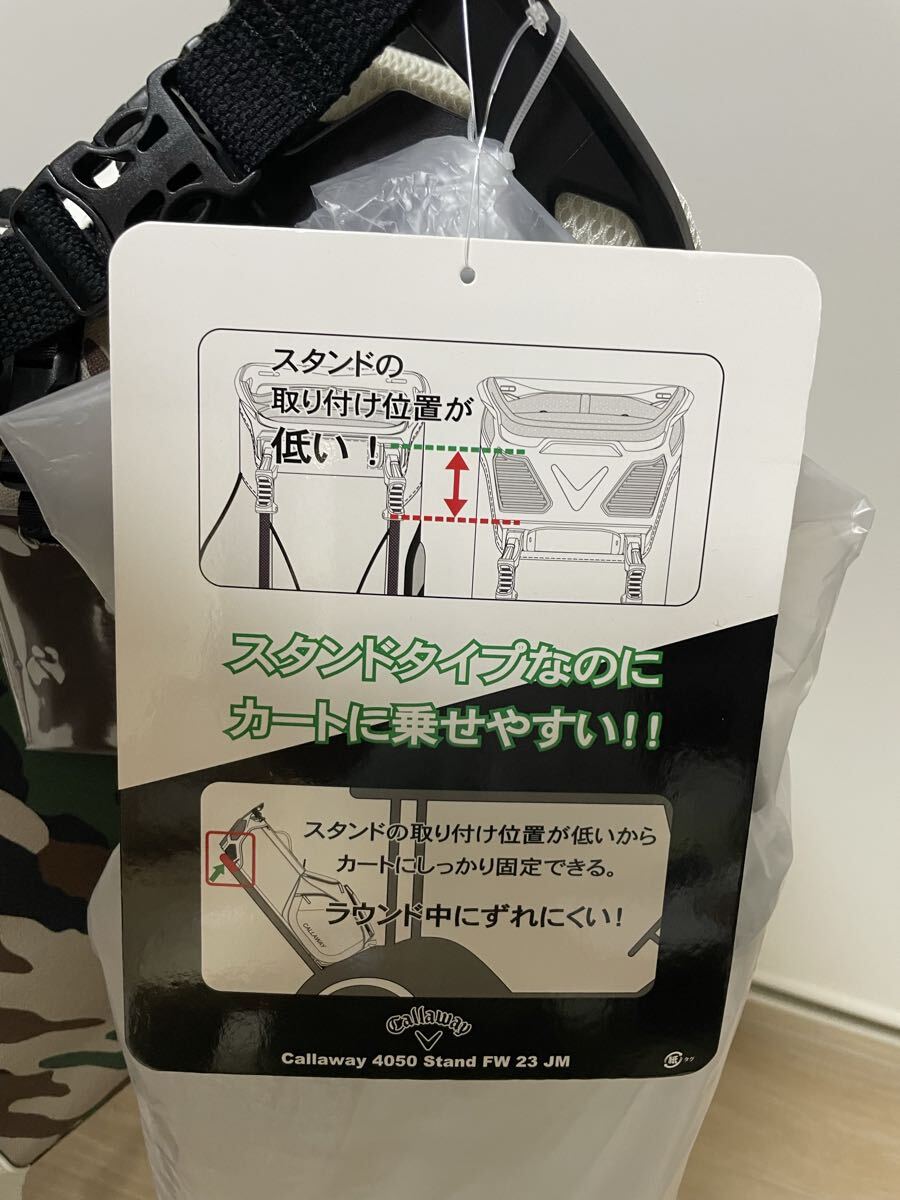 スタンドの
取り付け位置が
低い！
スタンドタイプなのに
カートに乗せやすい!!
スタンドの取り付け位置が低いから
カートにしっかり固定できる。
ラウンド中にずれにくい！
CALLAWAY
Callaway
Callaway 4050 Stand FW 23 JM
紙 タグ